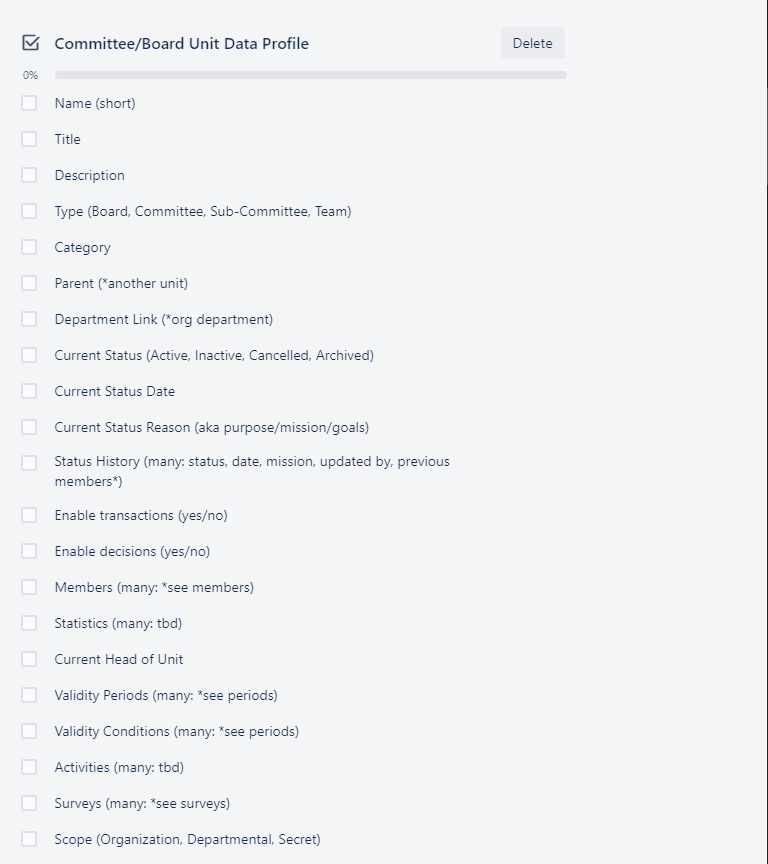 Committee/Board Unit Data Profile
Delete
0%
Name (short)
Title
Description
Type (Board, Committee, Sub-Committee, Team)
Category
Parent (*another unit)
Department Link (*org department)
Current Status (Active, Inactive, Cancelled, Archived)
Current Status Date
Current Status Reason (aka purpose/mission/goals)
Status History (many: status, date, mission, updated by, previous
members*)
Enable transactions (yes/no)
Enable decisions (yes/no)
Members (many: *see members)
Statistics (many: tbd)
Current Head of Unit
Validity Periods (many: *see periods)
Validity Conditions (many: *see periods)
Activities (many: tbd)
Surveys (many: *see surveys)
Scope (Organization, Departmental, Secret)